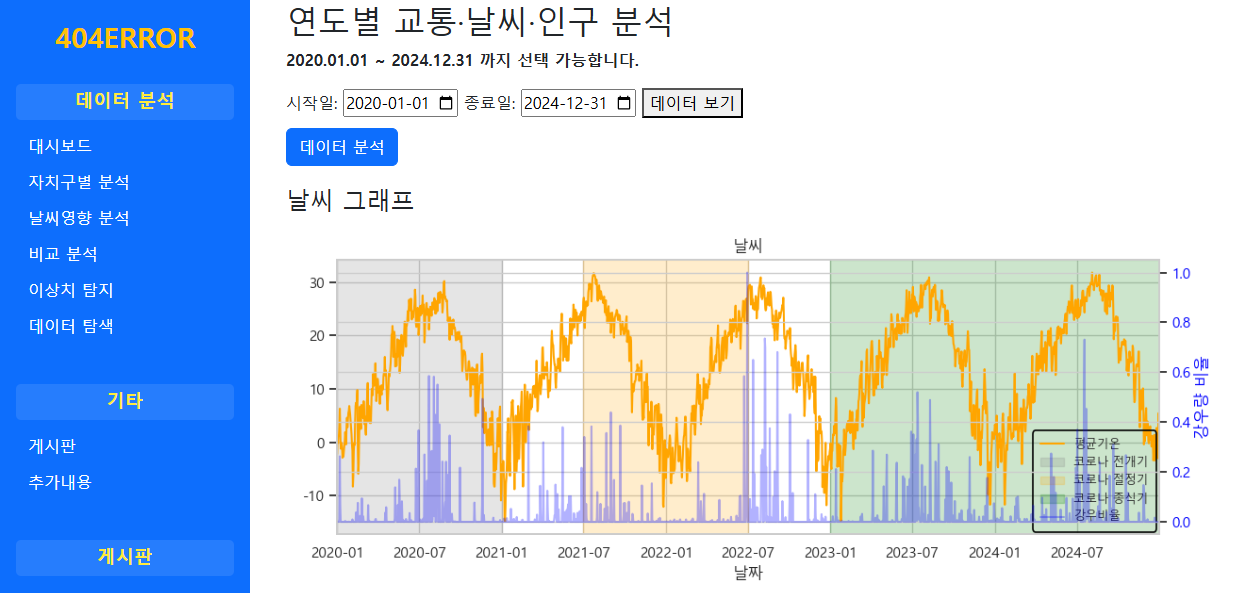 404ERROR
데이터 분석
대시보드
자치구별 분석
날씨영향 분석
비교 분석
이상치 탐지
데이터 탐색
기타
게시판
추가내용
게시판
연도별 교통·날씨·인구 분석
2020.01.01 ~ 2024.12.31 까지 선택 가능합니다.
시작일: 2020-01-01 종료일: 2024-12-31 데이터 보기
데이터 분석
날씨 그래프
날씨
30
20
10
0
-10
1.0
0.8
0.6
0.4
0.2
0.0
강우량 비율
평균기온
코로나 전개기
코로나 절정기
코로나 종식기
강우비율
2020-01 2020-07 2021-01 2021-07 2022-01 2022-07 2023-01 2023-07 2024-01 2024-07
날짜